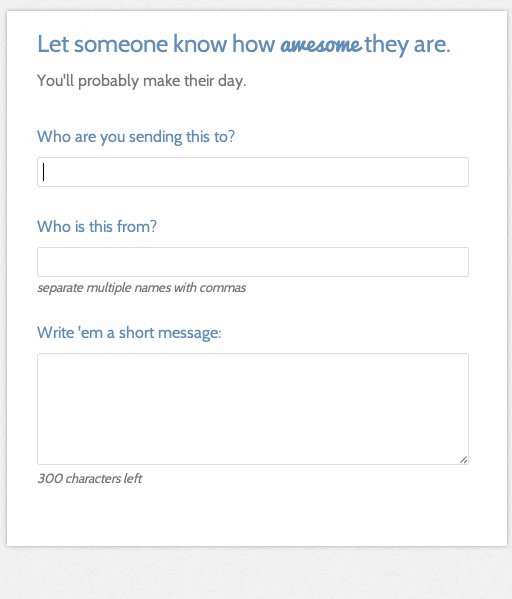 Let someone know how awesome they are.
You'll probably make their day.
Who are you sending this to?
Who is this from?
separate multiple names with commas
Write 'em a short message:
300 characters left